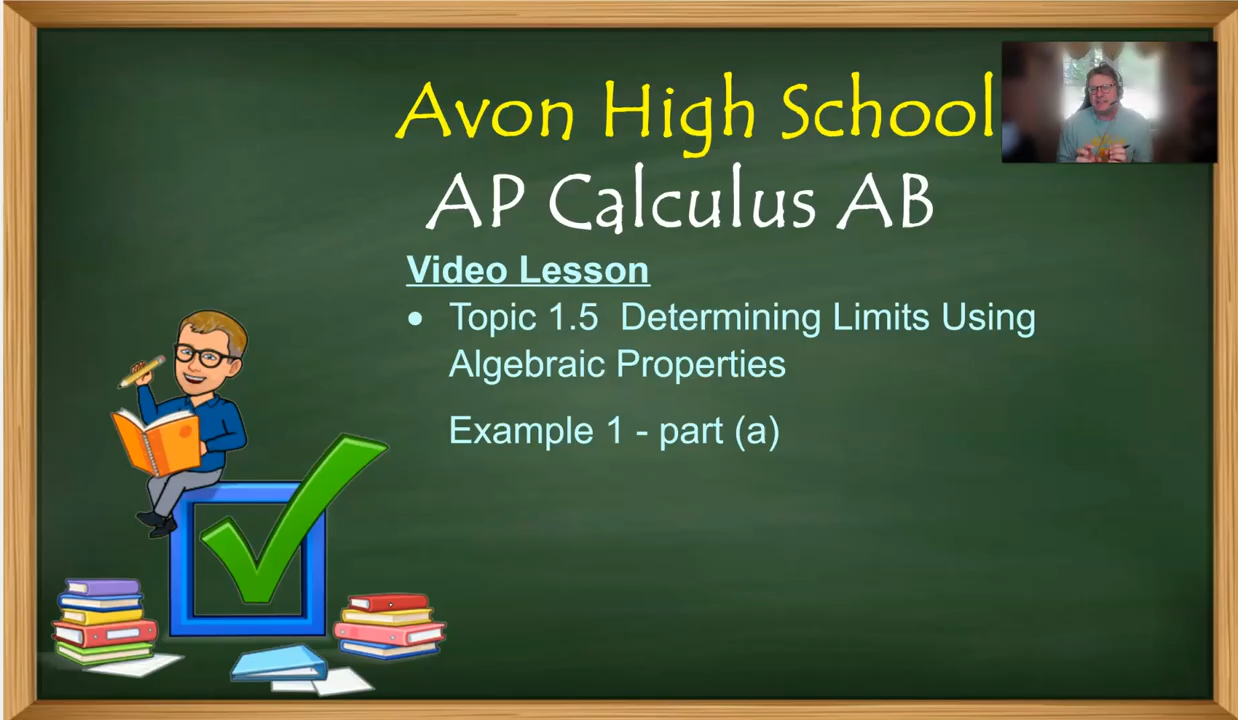 Avon High School
AP Calculus AB
Video Lesson
• Topic 1.5 Determining Limits Using
Algebraic Properties
Example 1 - part (a)